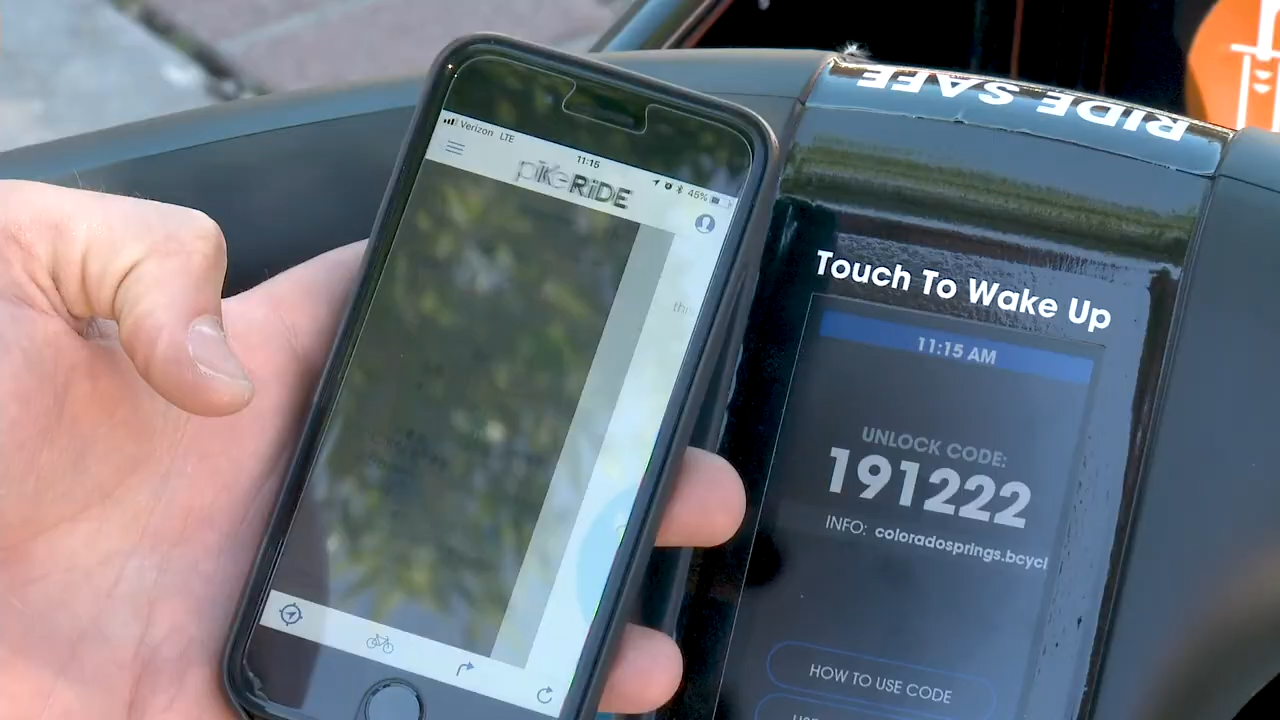 Verizon LTE
11:15
45%
pikeRiDE
RIDE SAFE
Touch To Wake Up
11:15 AM
UNLOCK CODE:
191222
INFO: coloradosprings.bcycl
HOW TO USE CODE